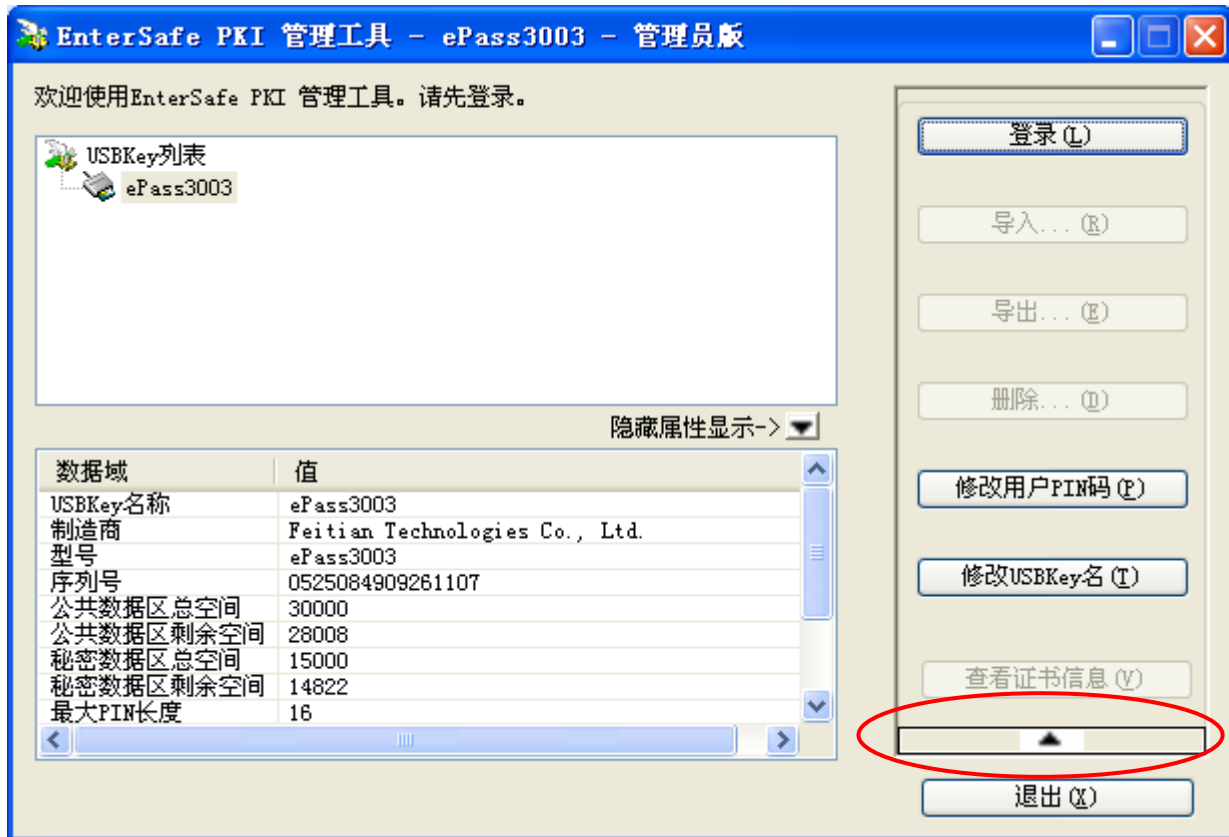 EnterSafe PKI 管理工具 - ePass3003 - 管理员版
欢迎使用EnterSafe PKI 管理工具。请先登录。
USBKey列表
ePass3003
隐藏属性显示->
数据域 值
USBKey名称 ePass3003
制造商 Feitian Technologies Co., Ltd.
型号 ePass3003
序列号 0525084909261107
公共数据区总空间 30000
公共数据区剩余空间 28008
秘密数据区总空间 15000
秘密数据区剩余空间 14822
最大PIN长度 16
登录(L)
导入...(R)
导出...(E)
删除...(D)
修改用户PIN码(P)
修改USBKey名(T)
查看证书信息(V)
退出(X)